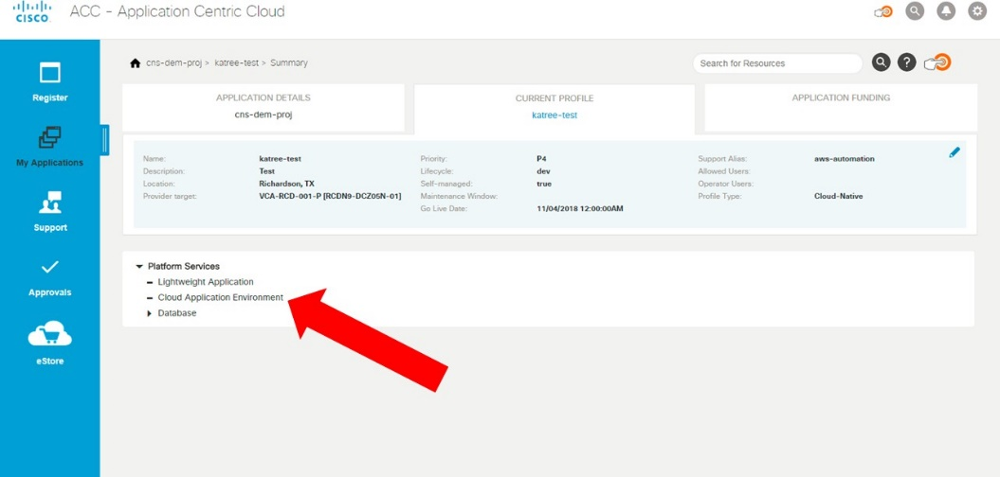 CISCO
ACC - Application Centric Cloud
cns-dem-proj > katree-test > Summary
Search for Resources
?
Register
My Applications
Support
Approvals
eStore
APPLICATION DETAILS
cns-dem-proj
CURRENT PROFILE
katree-test
APPLICATION FUNDING
Name: katree-test
Description: Test
Location: Richardson, TX
Provider target: VCA-RCD-001-P [RCDN9-DCZ05N-01]
Priority: P4
Lifecycle: dev
Self-managed: true
Maintenance Window:
Go Live Date: 11/04/2018 12:00:00AM
Support Alias: aws-automation
Allowed Users:
Operator Users:
Profile Type: Cloud-Native
Platform Services
Lightweight Application
Cloud Application Environment
Database